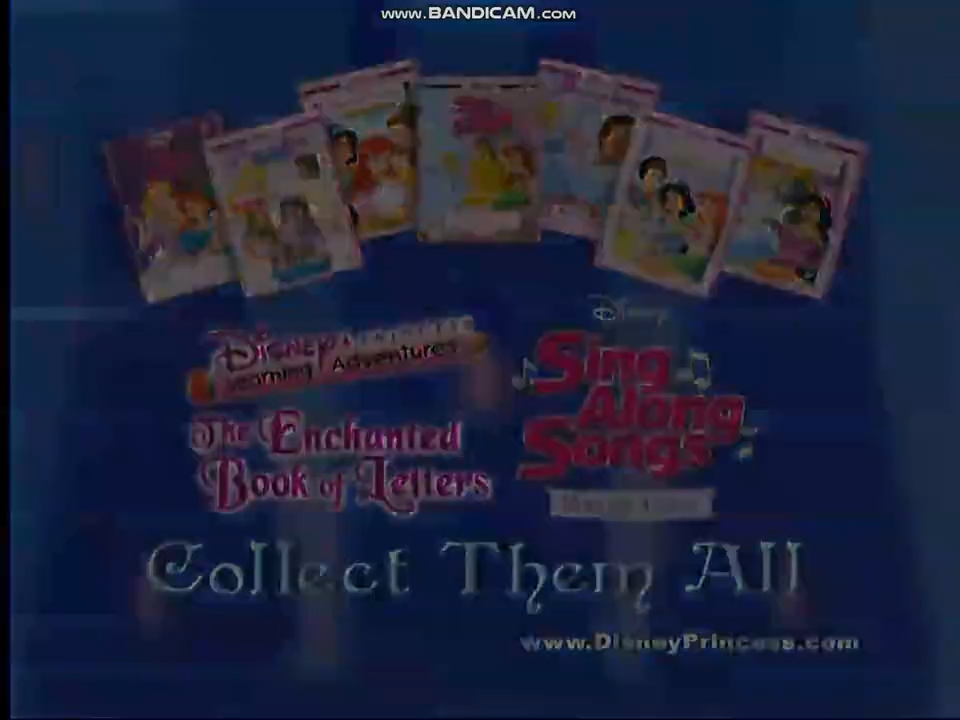 www.BANDICAM.com
Disney PRINCESS
Learning Adventures
The Enchanted
Book of Letters
Disney
Sing
Along
Songs
Collect Them All
www.DisneyPrincess.com